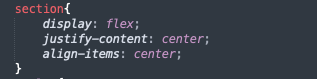 section{
    display: flex;
    justify-content: center;
    align-items: center;
}